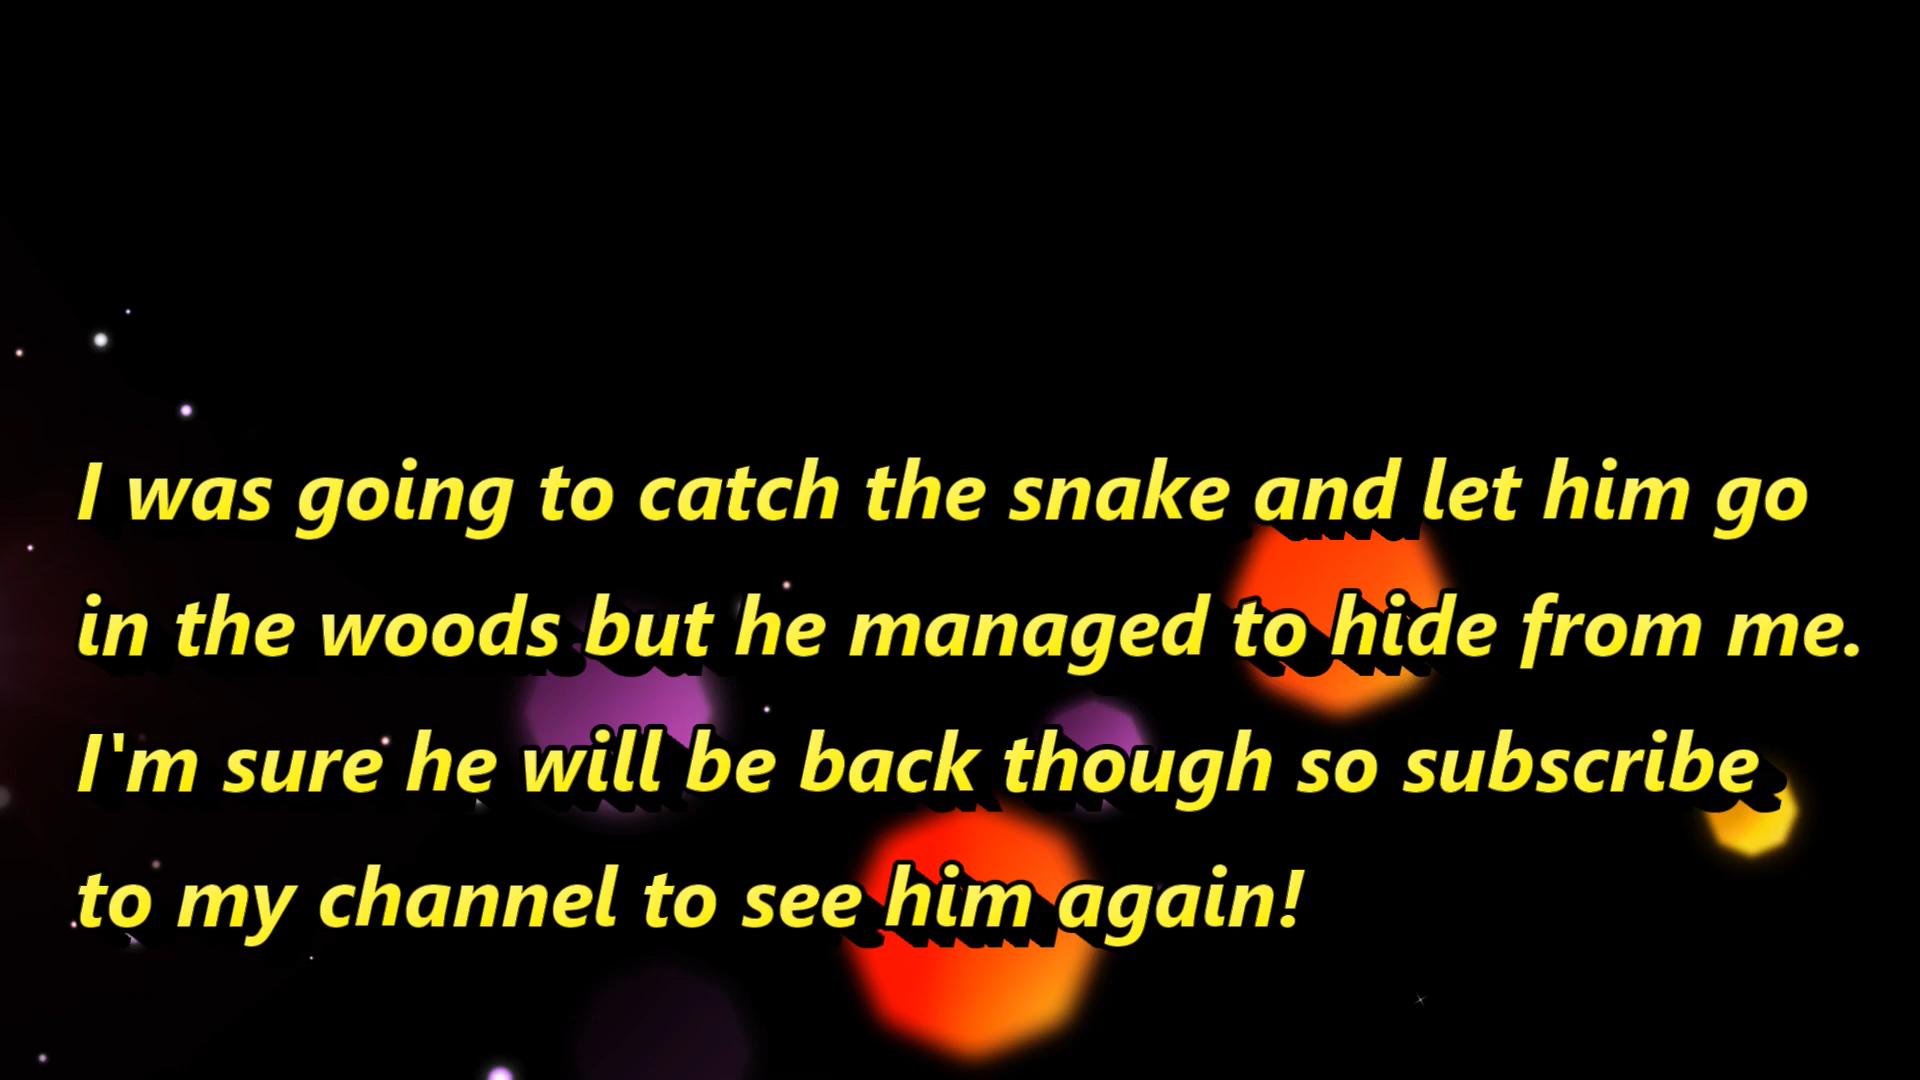 I was going to catch the snake and let him go
in the woods but he managed to hide from me.
I'm sure he will be back though so subscribe
to my channel to see him again!